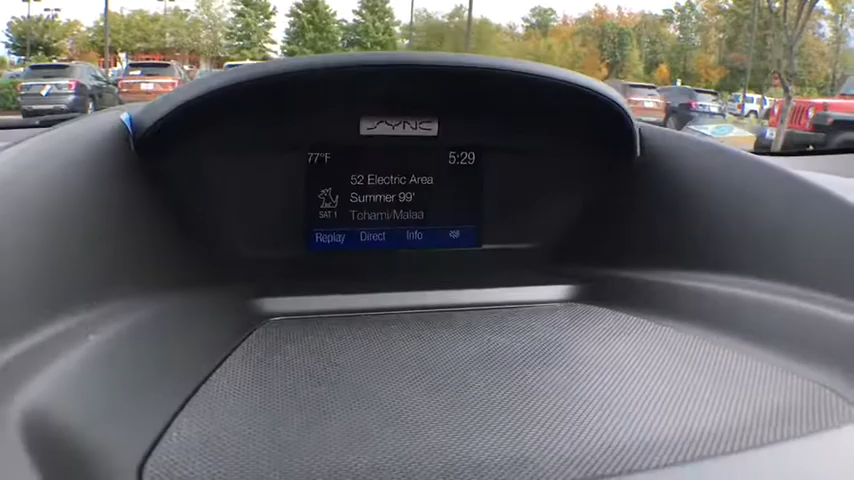 SYNC
77°F 5:29
52 Electric Area
Summer 99'
SAT 1 Tchami/Malaa
Replay Direct Info